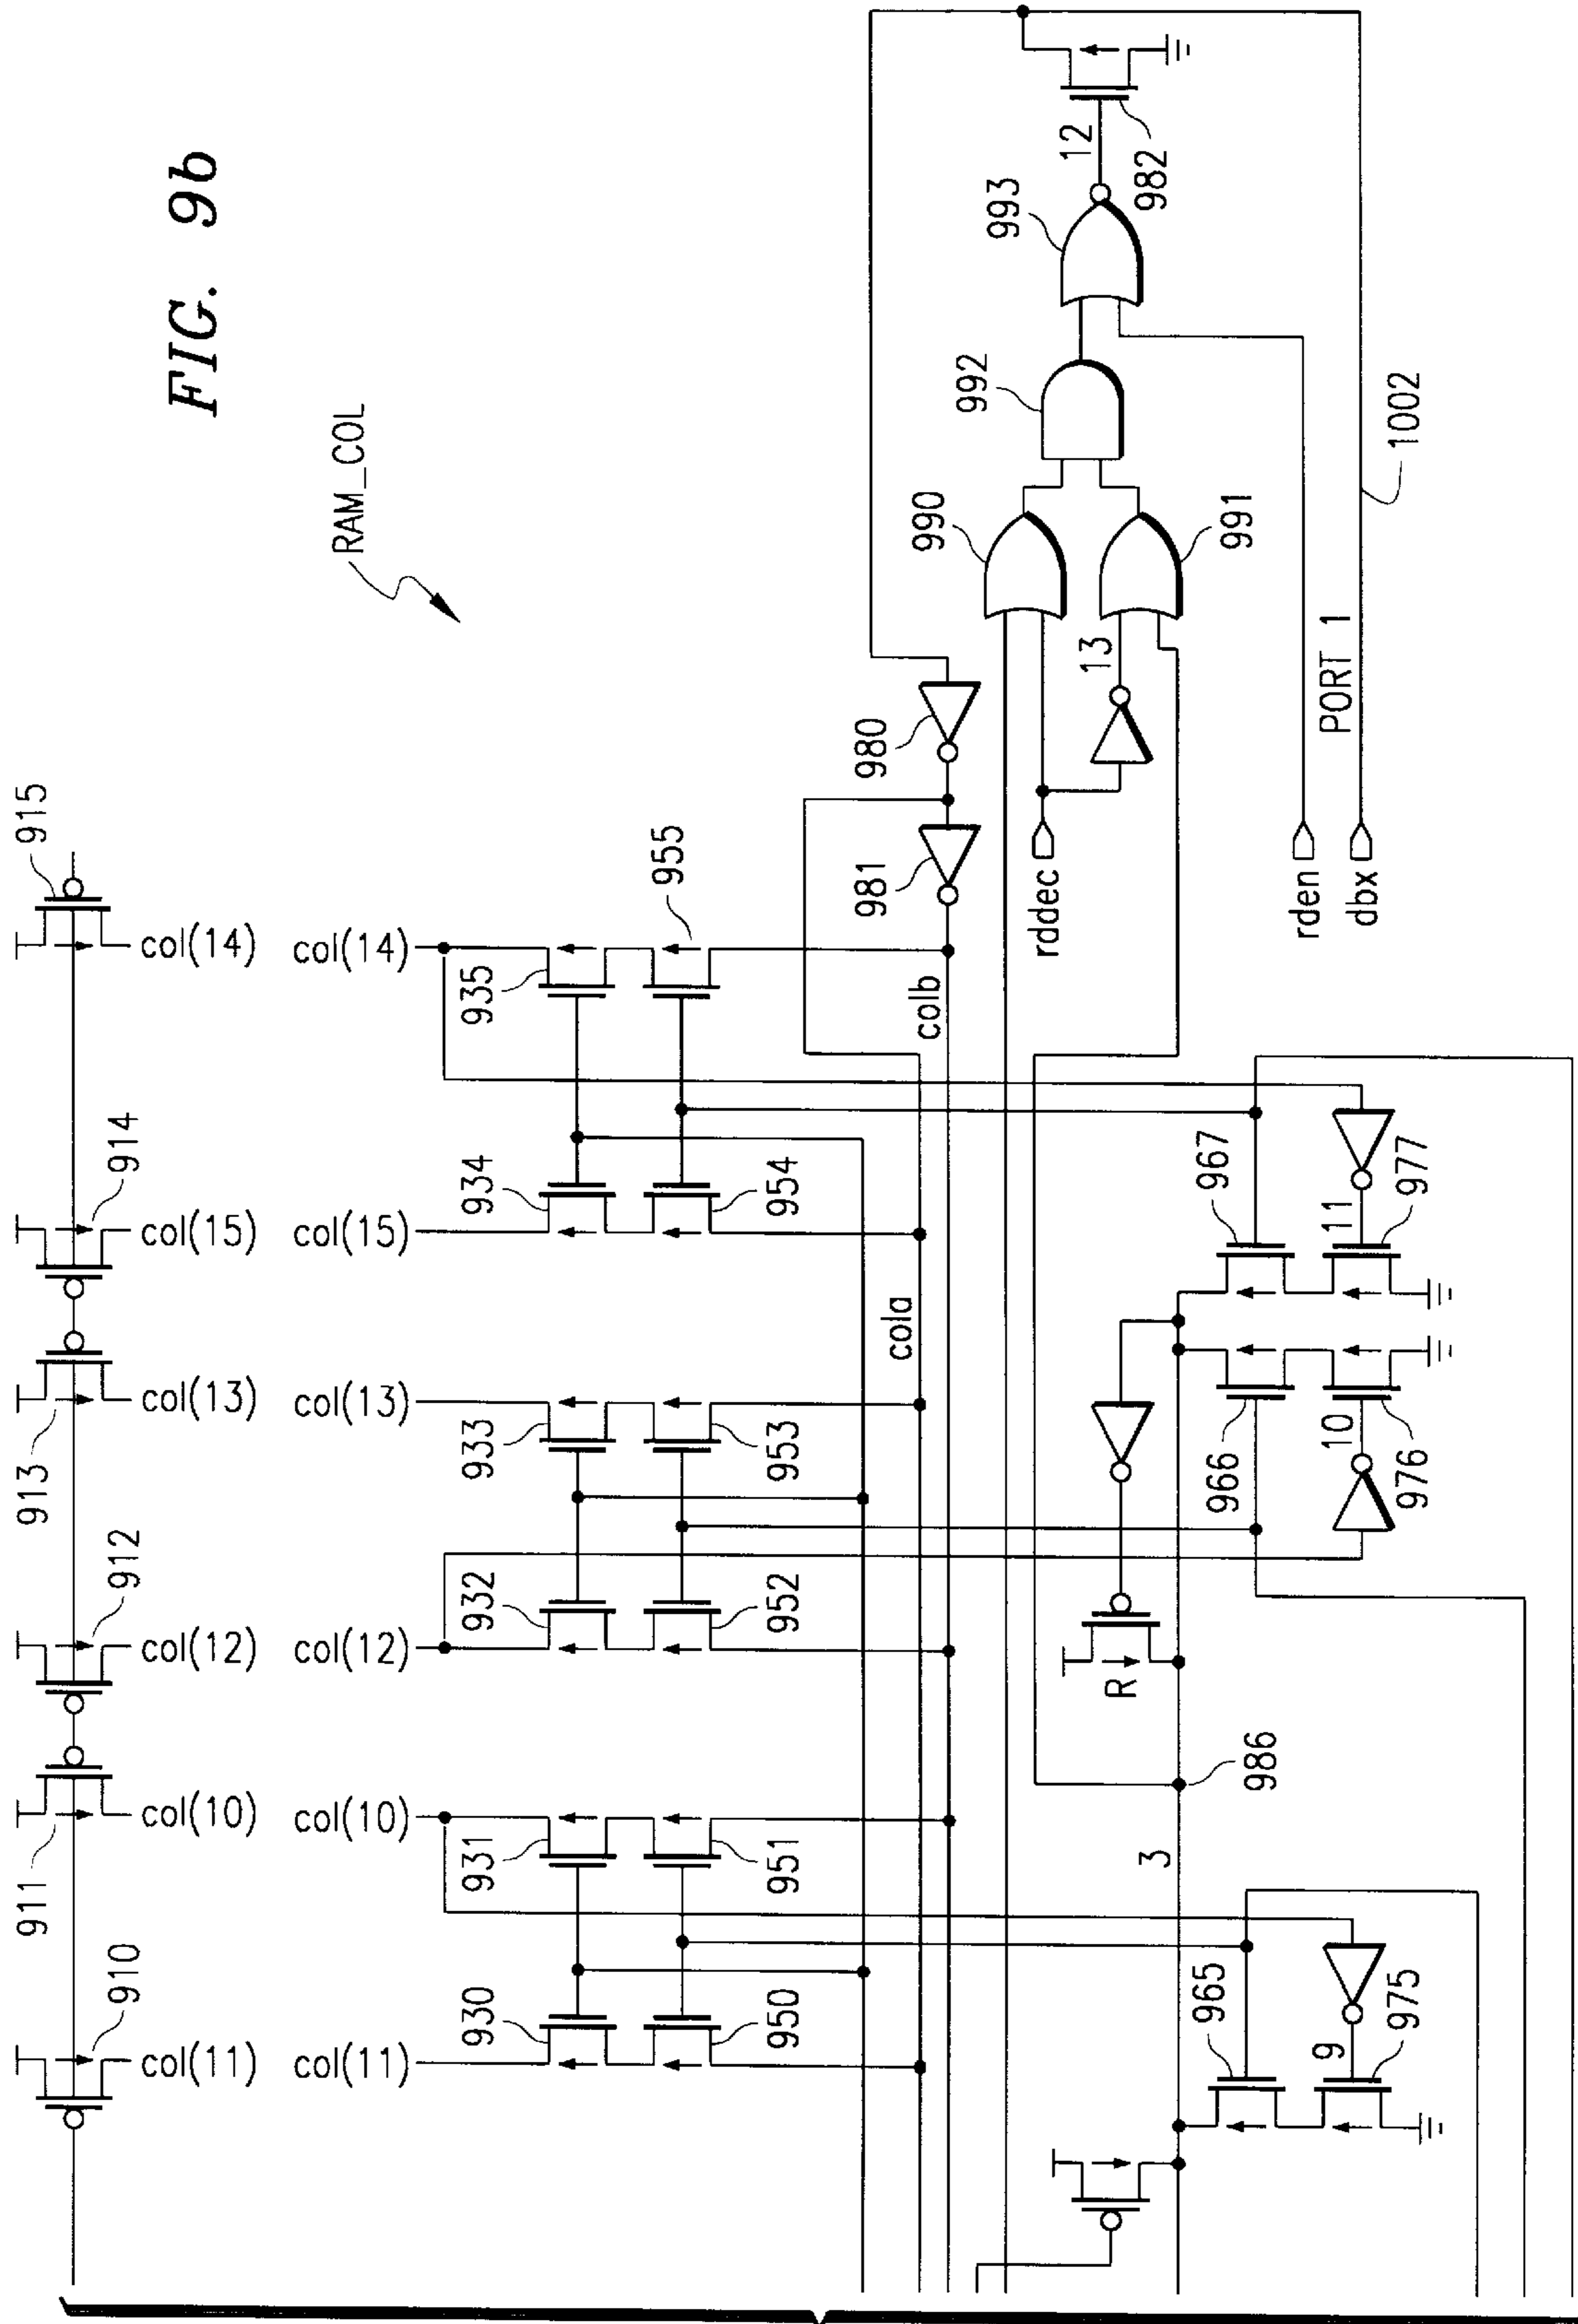 FIG. 9b
RAM_COL
910
911
912
913
914
915
col(11)
col(10)
col(12)
col(13)
col(15)
col(14)
col(11)
col(10)
col(12)
col(13)
col(15)
col(14)
930
931
932
933
934
935
950
951
952
953
954
955
cola
colb
980
981
990
991
992
993
12
982
13
rddec
rden
dbx
PORT 1
1002
3
986
R
965
9
975
966
10
976
967
11
977